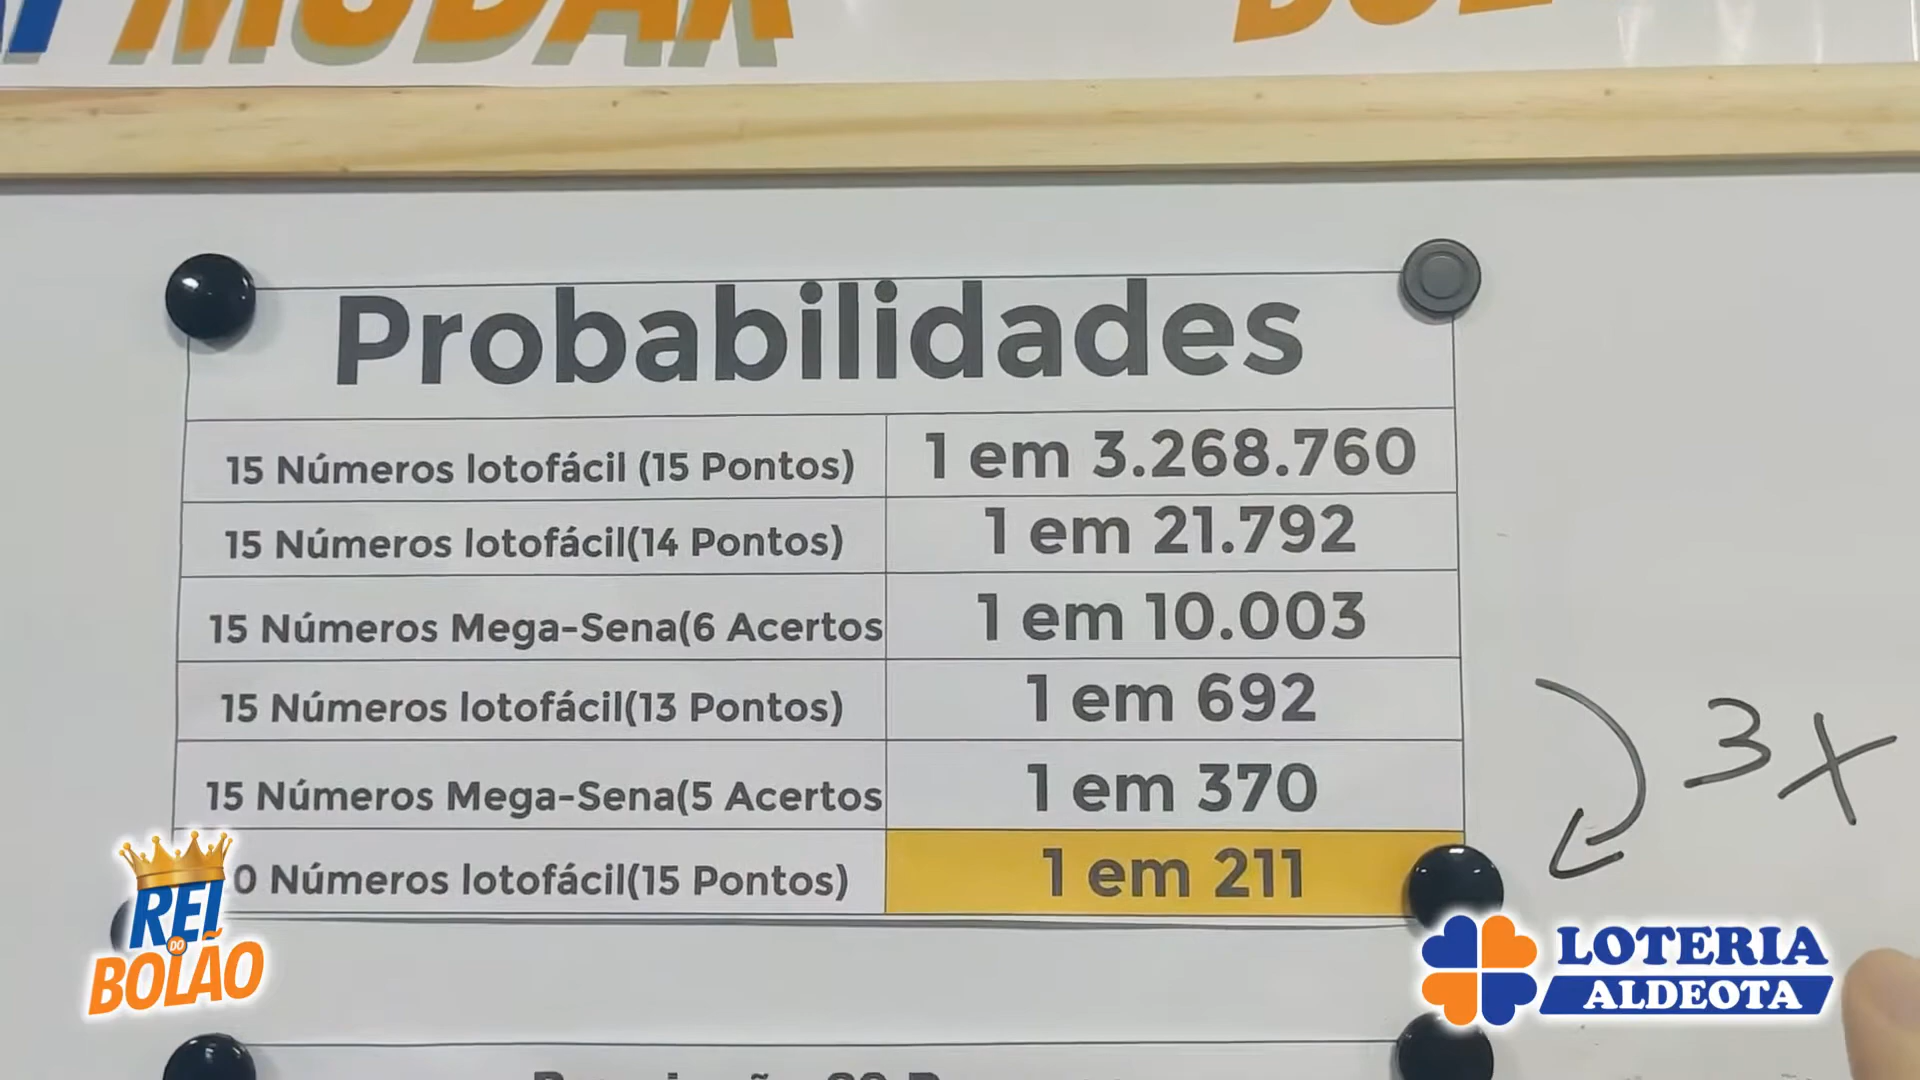 MUDAR
BOL
Probabilidades
15 Números lotofácil (15 Pontos) 1 em 3.268.760
15 Números lotofácil(14 Pontos) 1 em 21.792
15 Números Mega-Sena(6 Acertos 1 em 10.003
15 Números lotofácil(13 Pontos) 1 em 692
15 Números Mega-Sena(5 Acertos 1 em 370
0 Números lotofácil(15 Pontos) 1 em 211
3x
REI
DO
BOLÃO
LOTERIA
ALDEOTA